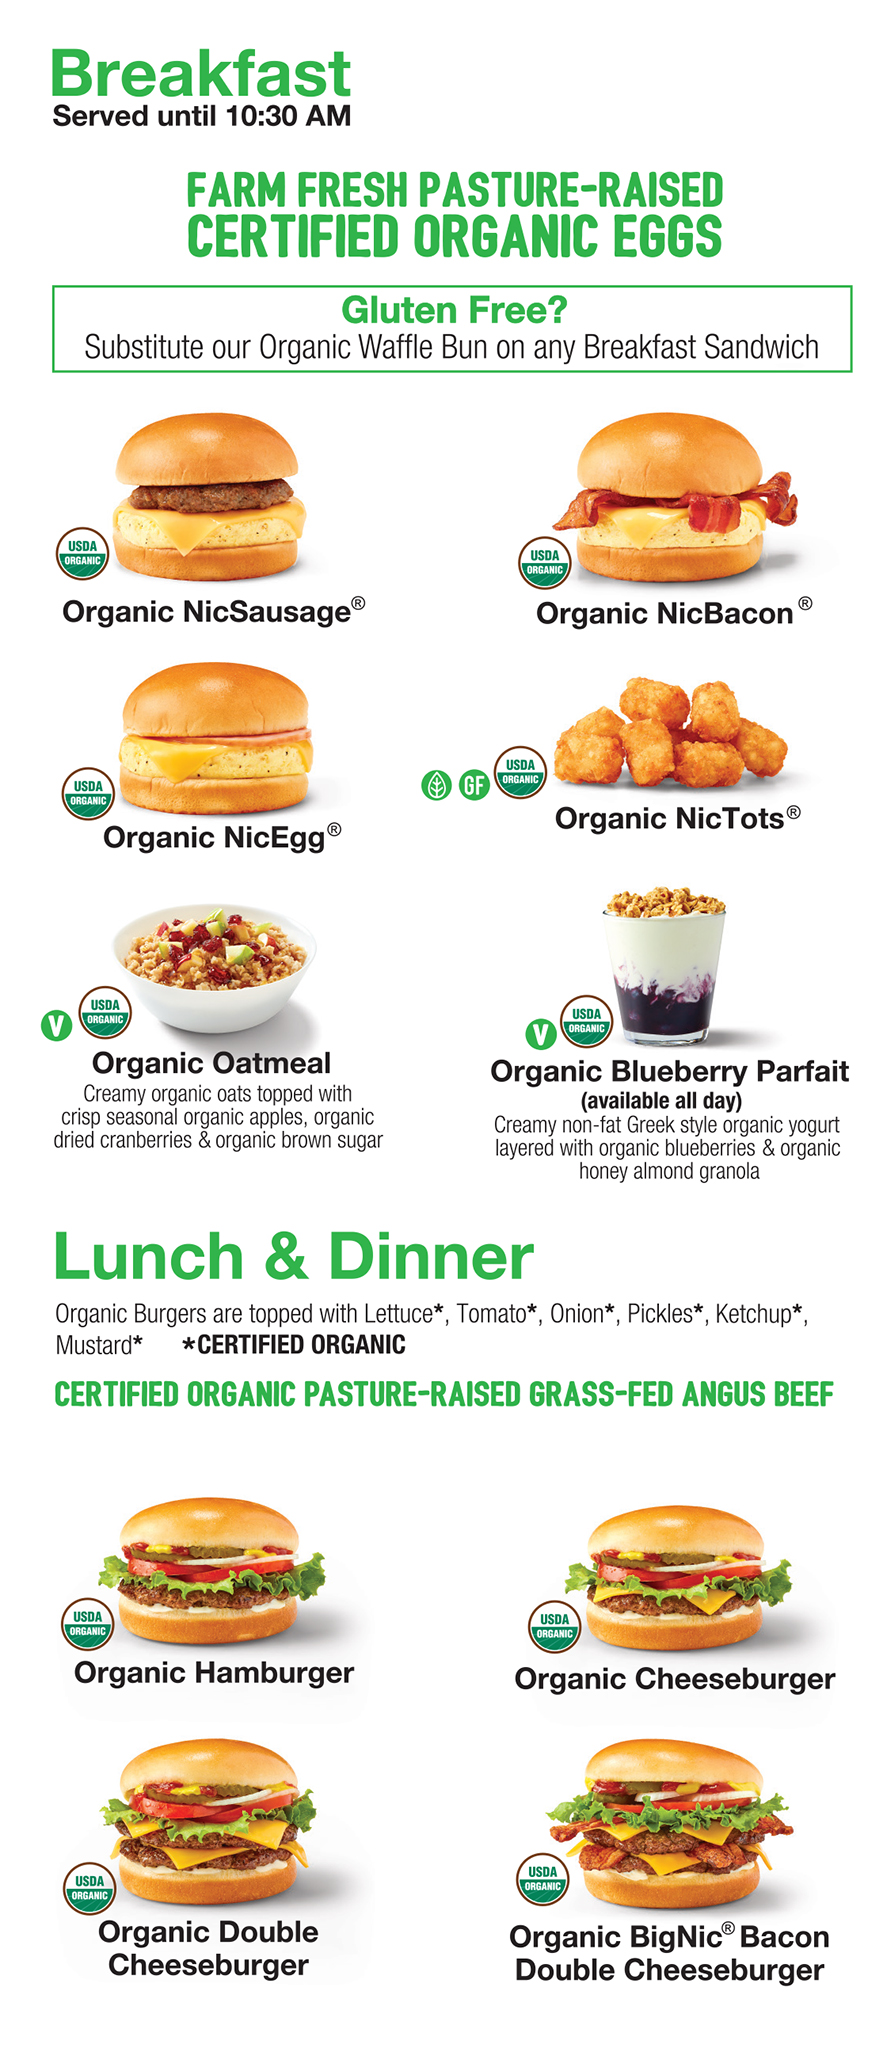 Breakfast
Served until 10:30 AM
FARM FRESH PASTURE-RAISED
CERTIFIED ORGANIC EGGS
Gluten Free?
Substitute our Organic Waffle Bun on any Breakfast Sandwich
USDA
ORGANIC
Organic NicSausage®
USDA
ORGANIC
Organic NicBacon®
USDA
ORGANIC
Organic NicEgg®
GF
USDA
ORGANIC
Organic NicTots®
V
USDA
ORGANIC
Organic Oatmeal
Creamy organic oats topped with
crisp seasonal organic apples, organic
dried cranberries & organic brown sugar
V
USDA
ORGANIC
Organic Blueberry Parfait
(available all day)
Creamy non-fat Greek style organic yogurt
layered with organic blueberries & organic
honey almond granola
Lunch & Dinner
Organic Burgers are topped with Lettuce*, Tomato*, Onion*, Pickles*, Ketchup*,
Mustard* *CERTIFIED ORGANIC
CERTIFIED ORGANIC PASTURE-RAISED GRASS-FED ANGUS BEEF
USDA
ORGANIC
Organic Hamburger
USDA
ORGANIC
Organic Cheeseburger
USDA
ORGANIC
Organic Double
Cheeseburger
USDA
ORGANIC
Organic BigNic® Bacon
Double Cheeseburger